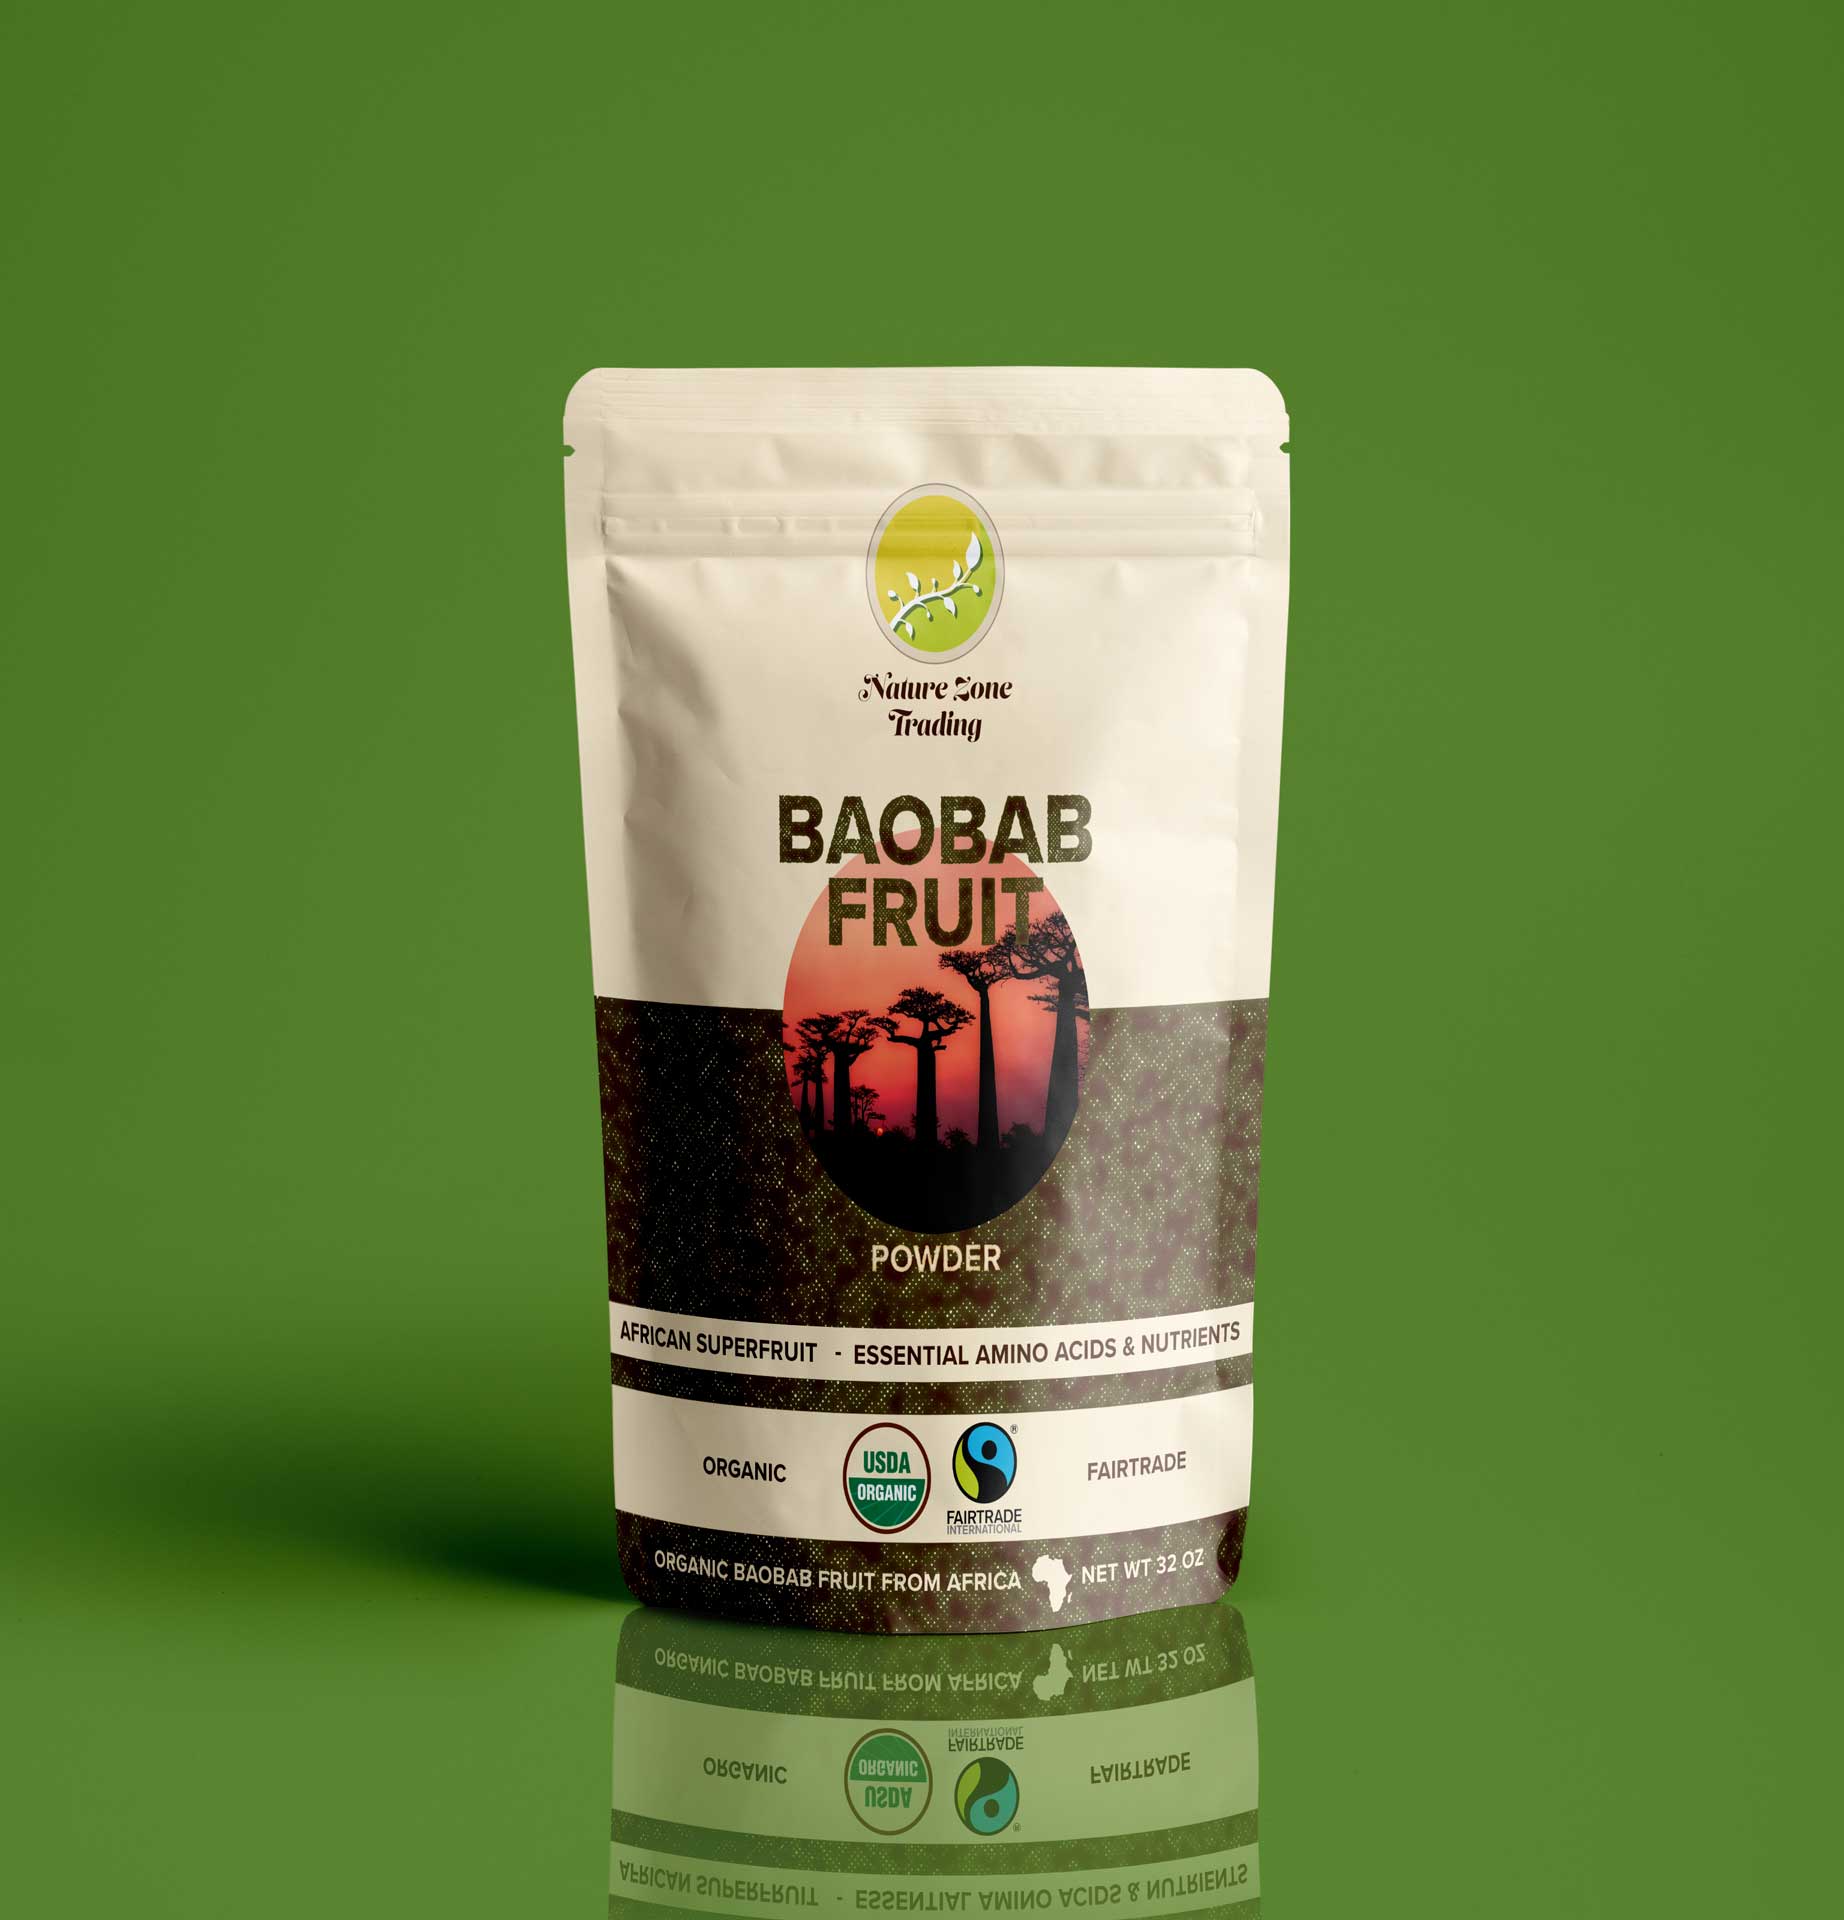 Nature Zone
Trading
BAOBAB
FRUIT
POWDER
AFRICAN SUPERFRUIT - ESSENTIAL AMINO ACIDS & NUTRIENTS
ORGANIC
USDA
ORGANIC
®
FAIRTRADE
INTERNATIONAL
FAIRTRADE
ORGANIC BAOBAB FRUIT FROM AFRICA NET WT 32 OZ